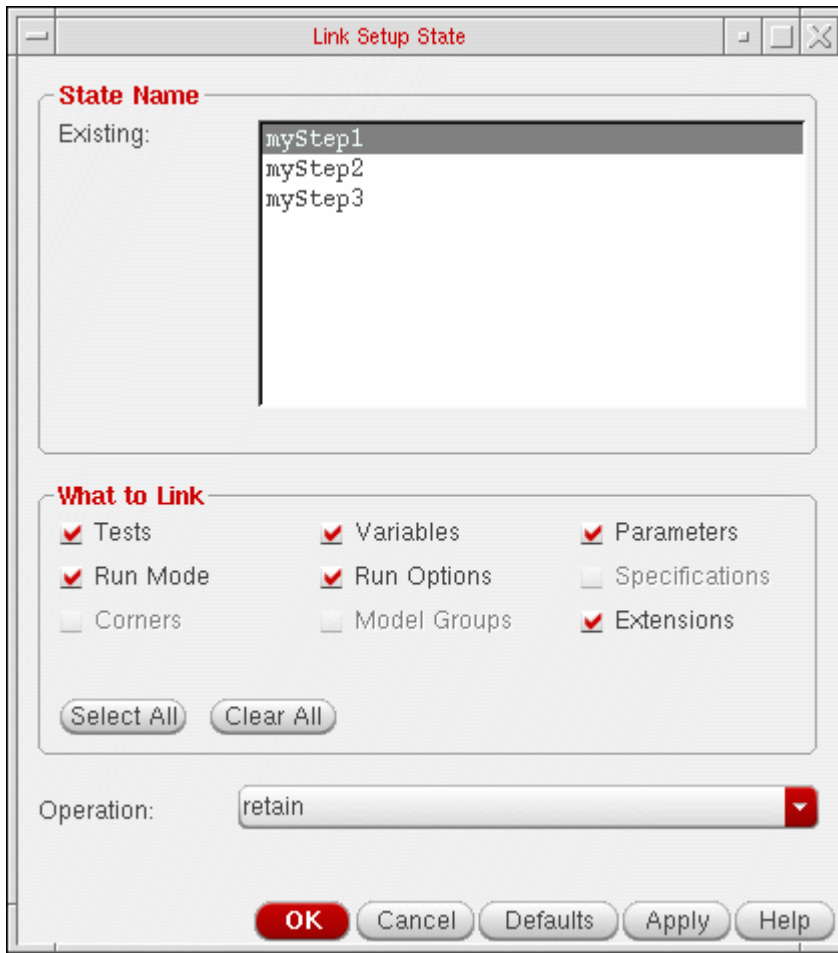 Link Setup State
State Name
Existing:
myStep1
myStep2
myStep3
What to Link
Tests Variables Parameters
Run Mode Run Options Specifications
Corners Model Groups Extensions
Select All Clear All
Operation: retain
OK Cancel Defaults Apply Help